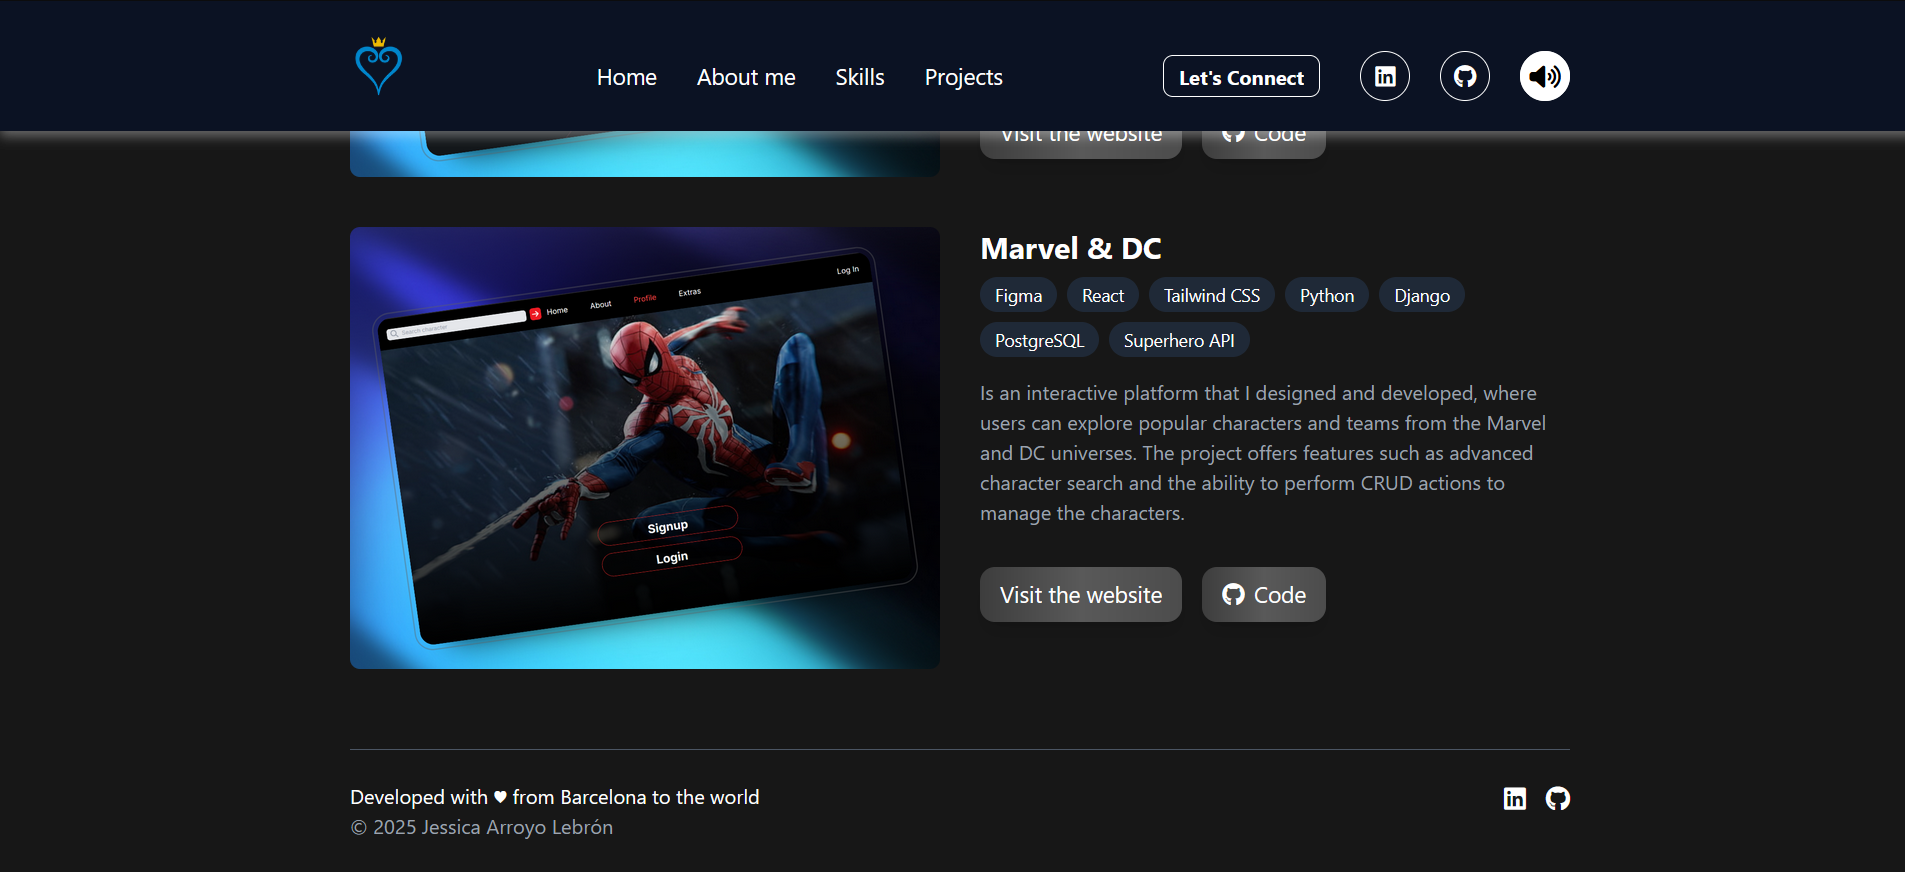 Home About me Skills Projects Let's Connect
Visit the website Code
Log In
Search character Home About Profile Extras
Signup
Login
Marvel & DC
Figma React Tailwind CSS Python Django
PostgreSQL Superhero API
Is an interactive platform that I designed and developed, where
users can explore popular characters and teams from the Marvel
and DC universes. The project offers features such as advanced
character search and the ability to perform CRUD actions to
manage the characters.
Visit the website Code
Developed with ♥ from Barcelona to the world
© 2025 Jessica Arroyo Lebrón